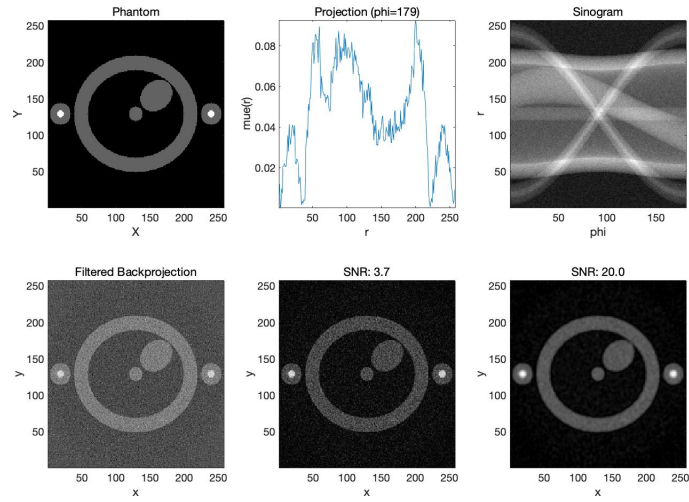 Phantom
250
200
150
100
50
Y
50 100 150 200 250
X
Projection (phi=179)
0.08
0.06
0.04
0.02
mue(r)
50 100 150 200 250
r
Sinogram
250
200
150
100
50
r
50 100 150
phi
Filtered Backprojection
250
200
150
100
50
y
50 100 150 200 250
x
SNR: 3.7
250
200
150
100
50
y
50 100 150 200 250
x
SNR: 20.0
250
200
150
100
50
y
50 100 150 200 250
x